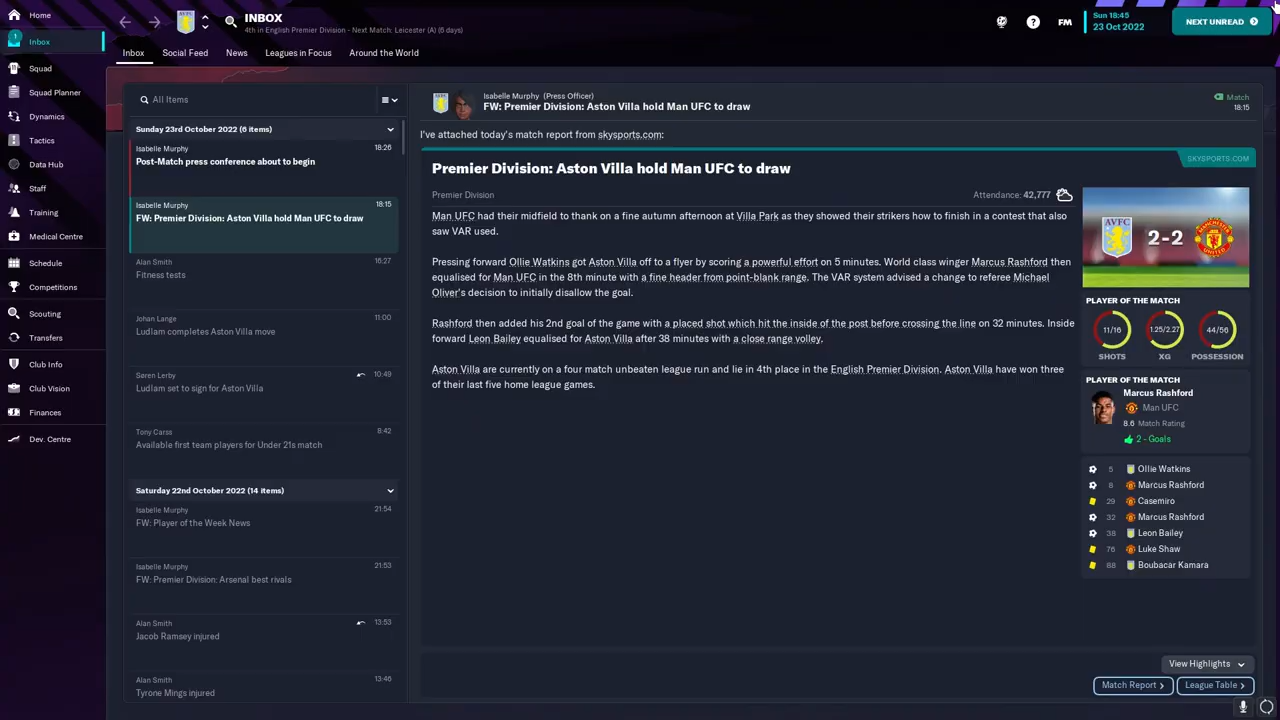 Home
Inbox
1
Squad
Squad Planner
Dynamics
Tactics
Data Hub
Staff
Training
Medical Centre
Schedule
Competitions
Scouting
Transfers
Club Info
Club Vision
Finances
Dev. Centre
INBOX
4th in English Premier Division - Next Match: Leicester (A) (6 days)
FM
Sun 18:45
23 Oct 2022
NEXT UNREAD
Inbox
Social Feed
News
Leagues in Focus
Around the World
All Items
Sunday 23rd October 2022 (6 items)
Isabelle Murphy 18:26
Post-Match press conference about to begin
Isabelle Murphy 18:15
FW: Premier Division: Aston Villa hold Man UFC to draw
Alan Smith 16:27
Fitness tests
Johan Lange 11:00
Ludlam completes Aston Villa move
Søren Lerby 10:49
Ludlam set to sign for Aston Villa
Tony Carss 8:42
Available first team players for Under 21s match
Saturday 22nd October 2022 (14 items)
Isabelle Murphy 21:54
FW: Player of the Week News
Isabelle Murphy 21:53
FW: Premier Division: Arsenal best rivals
Alan Smith 13:53
Jacob Ramsey injured
Alan Smith 13:46
Tyrone Mings injured
Isabelle Murphy (Press Officer)
FW: Premier Division: Aston Villa hold Man UFC to draw
Match
18:15
I've attached today's match report from skysports.com:
SKYSPORTS.COM
Premier Division: Aston Villa hold Man UFC to draw
Premier Division
Attendance: 42,777
Man UFC had their midfield to thank on a fine autumn afternoon at Villa Park as they showed their strikers how to finish in a contest that also
saw VAR used.
Pressing forward Ollie Watkins got Aston Villa off to a flyer by scoring a powerful effort on 5 minutes. World class winger Marcus Rashford then
equalised for Man UFC in the 8th minute with a fine header from point-blank range. The VAR system advised a change to referee Michael
Oliver's decision to initially disallow the goal.
Rashford then added his 2nd goal of the game with a placed shot which hit the inside of the post before crossing the line on 32 minutes. Inside
forward Leon Bailey equalised for Aston Villa after 38 minutes with a close range volley.
Aston Villa are currently on a four match unbeaten league run and lie in 4th place in the English Premier Division. Aston Villa have won three
of their last five home league games.
AVFC
2-2
PLAYER OF THE MATCH
11/16
1.25/2.27
44/56
SHOTS
XG
POSSESSION
PLAYER OF THE MATCH
Marcus Rashford
Man UFC
8.6 Match Rating
2 - Goals
5 Ollie Watkins
8 Marcus Rashford
29 Casemiro
32 Marcus Rashford
38 Leon Bailey
76 Luke Shaw
88 Boubacar Kamara
View Highlights
Match Report
League Table